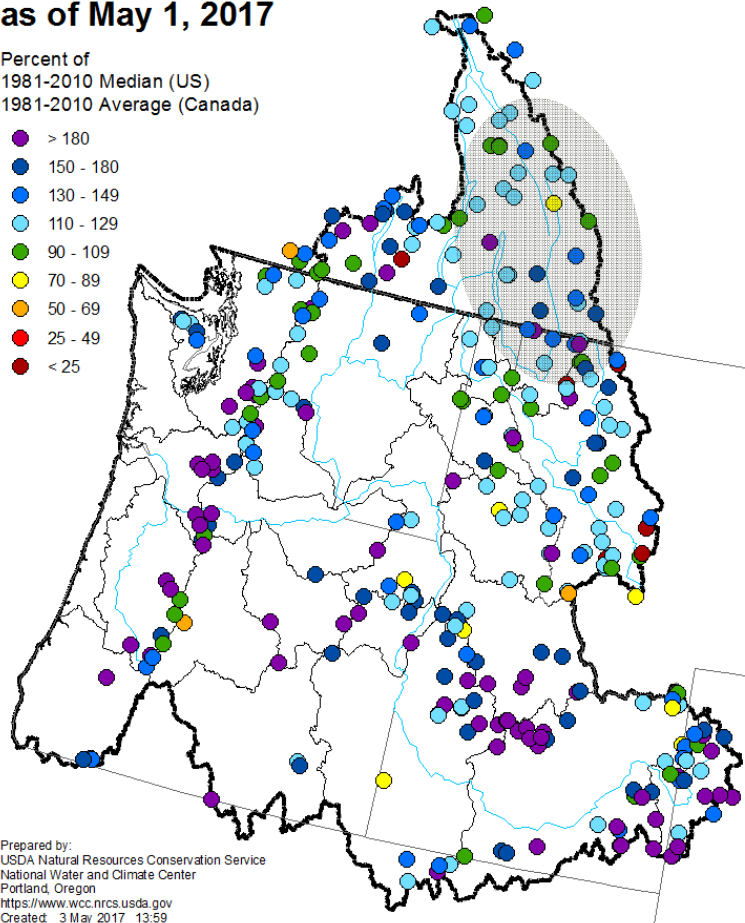 as of May 1, 2017
Percent of
1981-2010 Median (US)
1981-2010 Average (Canada)
> 180
150 - 180
130 - 149
110 - 129
90 - 109
70 - 89
50 - 69
25 - 49
< 25
Prepared by:
USDA Natural Resources Conservation Service
National Water and Climate Center
Portland, Oregon
https://www.wcc.nrcs.usda.gov
Created: 3 May 2017 13:59